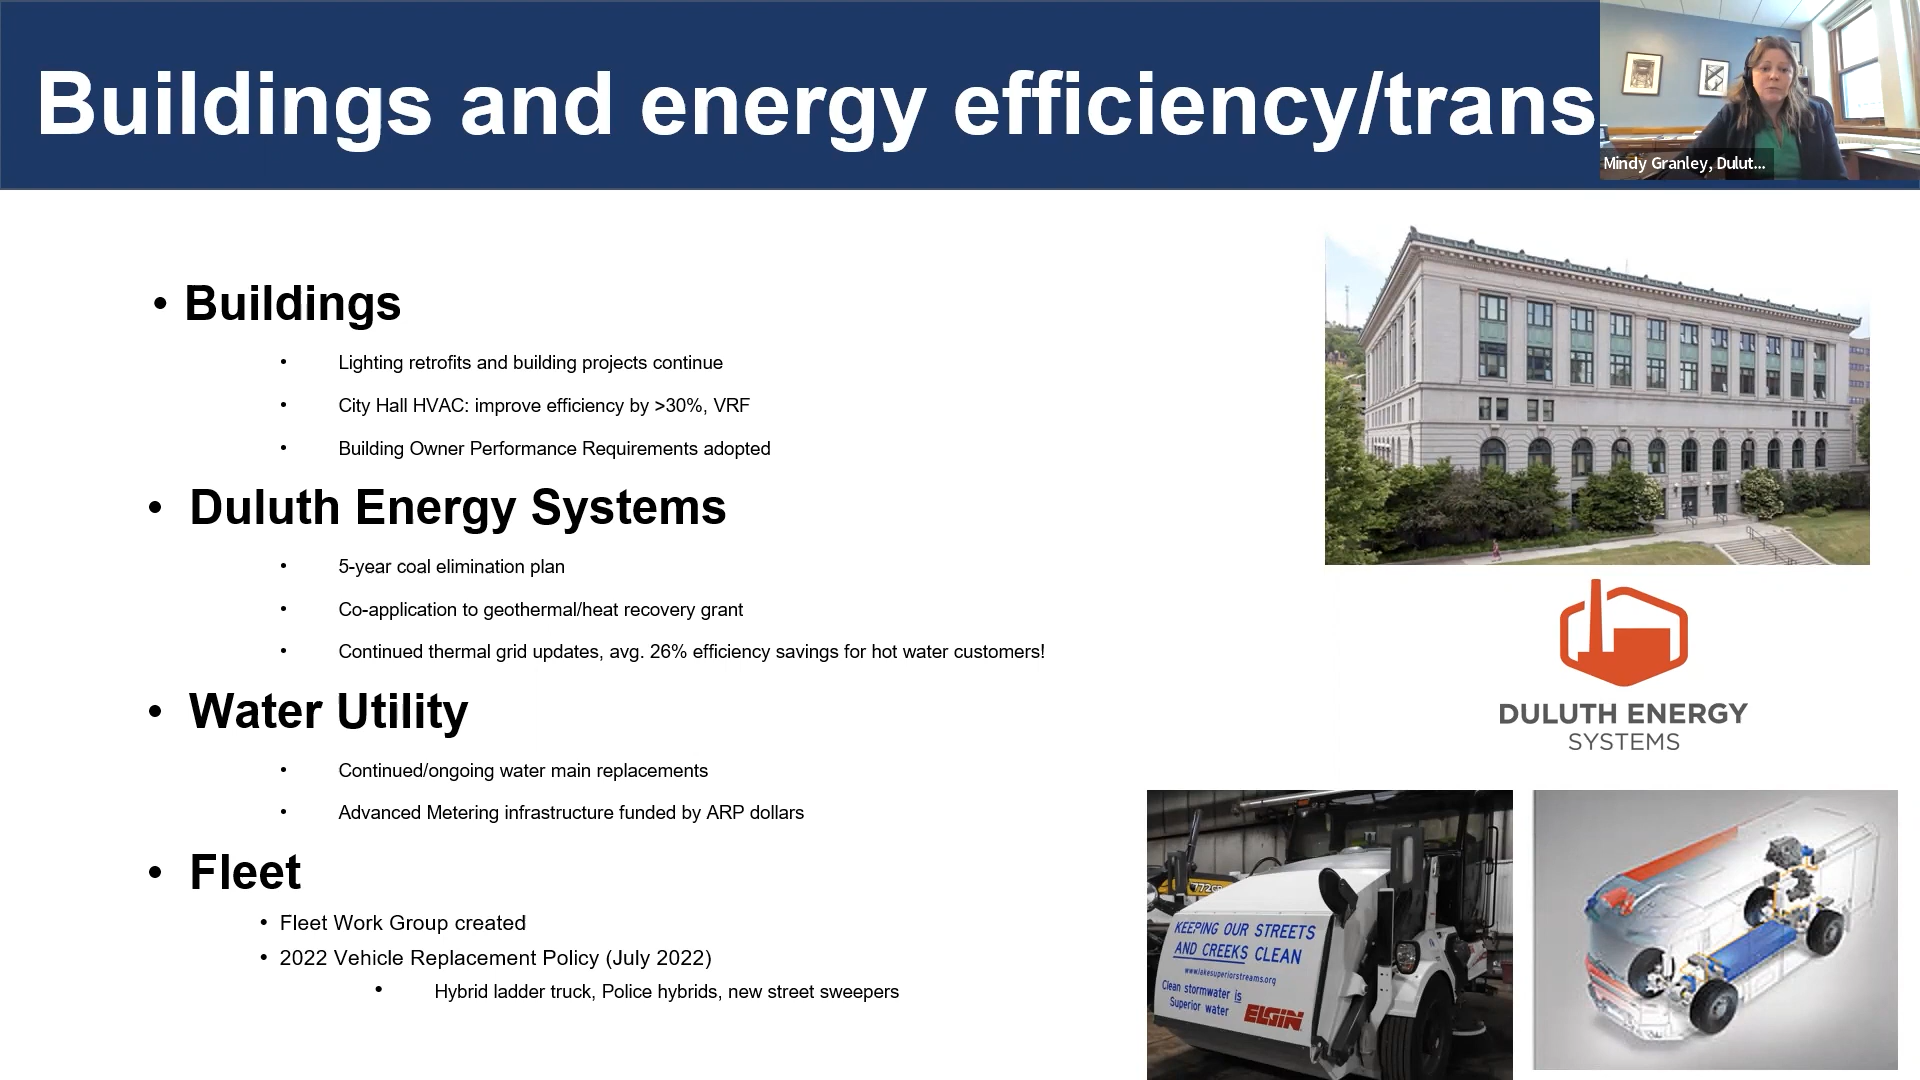 Buildings and energy efficiency/trans
Mindy Granley, Dulut...
• Buildings
• Lighting retrofits and building projects continue
• City Hall HVAC: improve efficiency by >30%, VRF
• Building Owner Performance Requirements adopted
• Duluth Energy Systems
• 5-year coal elimination plan
• Co-application to geothermal/heat recovery grant
• Continued thermal grid updates, avg. 26% efficiency savings for hot water customers!
• Water Utility
• Continued/ongoing water main replacements
• Advanced Metering infrastructure funded by ARP dollars
• Fleet
• Fleet Work Group created
• 2022 Vehicle Replacement Policy (July 2022)
• Hybrid ladder truck, Police hybrids, new street sweepers
DULUTH ENERGY
SYSTEMS
KEEPING OUR STREETS
AND CREEKS CLEAN
www.lakesuperiorstreams.org
Clean stormwater is
Superior water
ELGIN